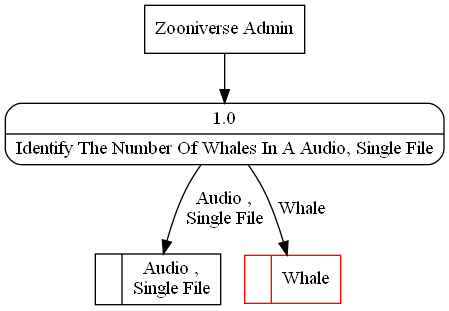 Zooniverse Admin
1.0
Identify The Number Of Whales In A Audio, Single File
Audio ,
Single File
Whale
Audio ,
Single File
Whale